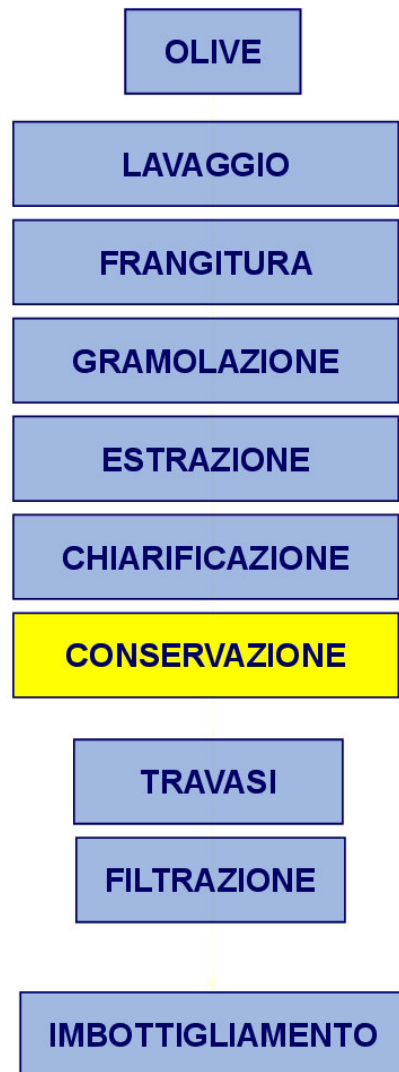 OLIVE
LAVAGGIO
FRANGITURA
GRAMOLAZIONE
ESTRAZIONE
CHIARIFICAZIONE
CONSERVAZIONE
TRAVASI
FILTRAZIONE
IMBOTTIGLIAMENTO